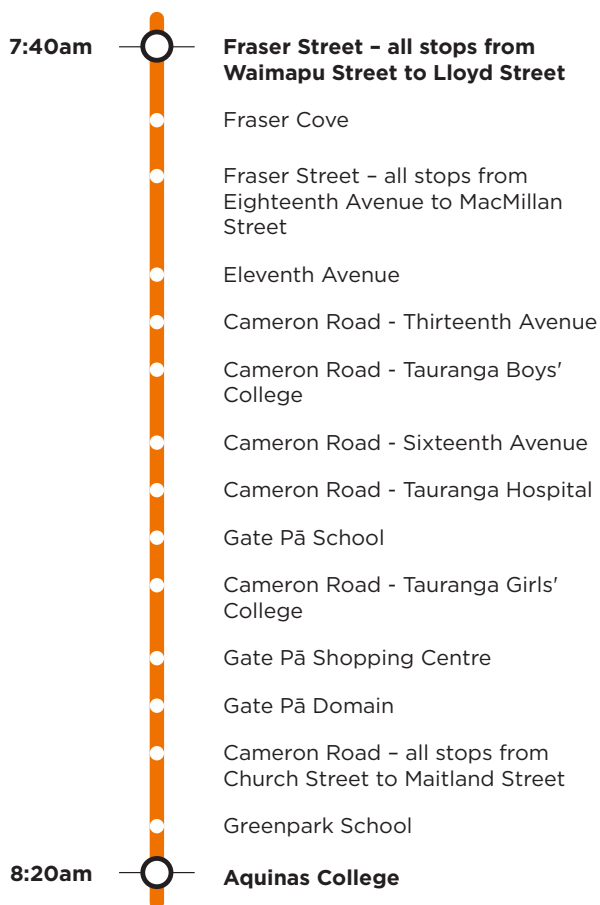 7:40am
Fraser Street – all stops from
Waimapu Street to Lloyd Street
Fraser Cove
Fraser Street – all stops from
Eighteenth Avenue to MacMillan
Street
Eleventh Avenue
Cameron Road - Thirteenth Avenue
Cameron Road - Tauranga Boys'
College
Cameron Road - Sixteenth Avenue
Cameron Road - Tauranga Hospital
Gate Pā School
Cameron Road - Tauranga Girls'
College
Gate Pā Shopping Centre
Gate Pā Domain
Cameron Road – all stops from
Church Street to Maitland Street
Greenpark School
8:20am
Aquinas College